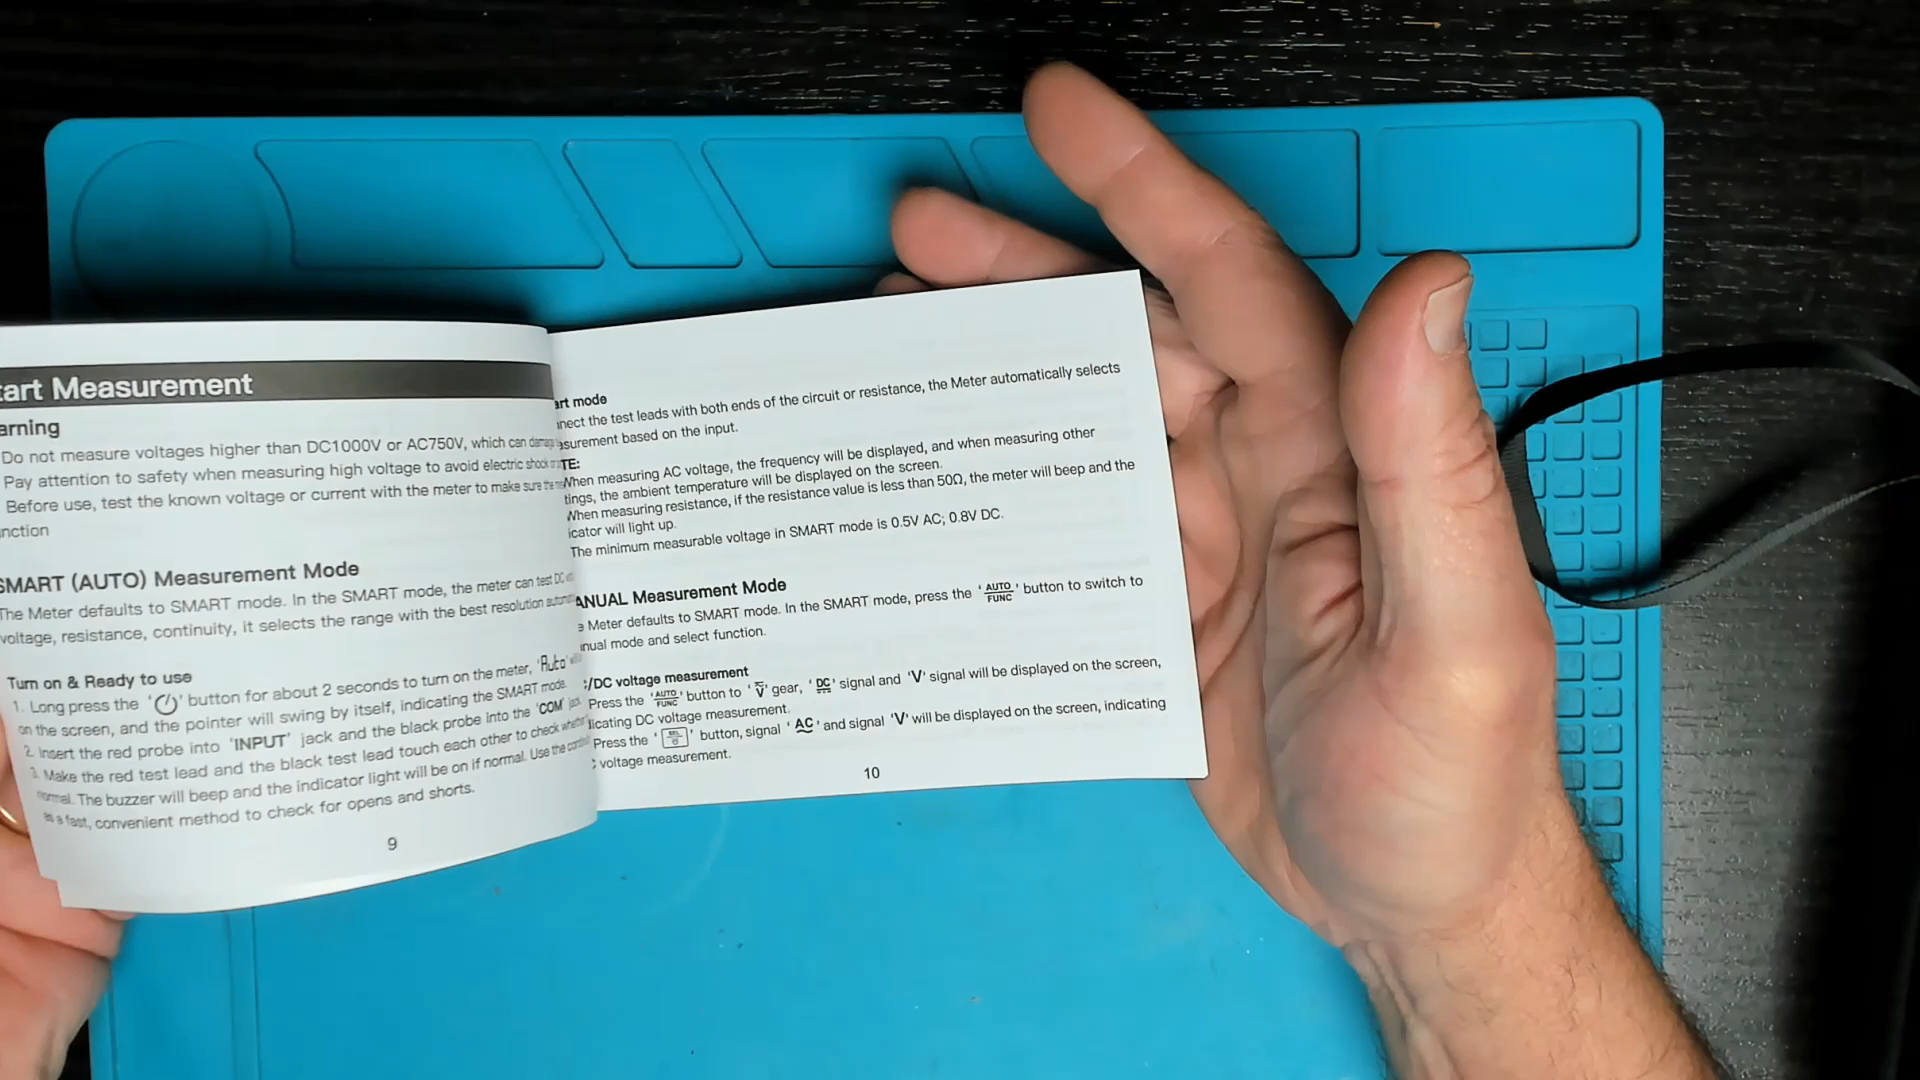 art Measurement
arning
Do not measure voltages higher than DC1000V or AC750V, which can
Pay attention to safety when measuring high voltage to avoid electric shock
Before use, test the known voltage or current with the meter to make sure the
nction
SMART (AUTO) Measurement Mode
The Meter defaults to SMART mode. In the SMART mode, the meter can test DC
voltage, resistance, continuity, it selects the range with the best resolution
Turn on & Ready to use
1. Long press the '⏻' button for about 2 seconds to turn on the meter, 'Auto'
on the screen, and the pointer will swing by itself, indicating the SMART mode.
2. Insert the red probe into 'INPUT' jack and the black probe into the 'COM' jack.
3. Make the red test lead and the black test lead touch each other to check whether
normal. The buzzer will beep and the indicator light will be on if normal. Use the
as a fast, convenient method to check for opens and shorts.
9
art mode
nnect the test leads with both ends of the circuit or resistance, the Meter automatically selects
asurement based on the input.
TE:
When measuring AC voltage, the frequency will be displayed, and when measuring other
tings, the ambient temperature will be displayed on the screen.
When measuring resistance, if the resistance value is less than 50Ω, the meter will beep and the
icator will light up.
The minimum measurable voltage in SMART mode is 0.5V AC; 0.8V DC.
ANUAL Measurement Mode
e Meter defaults to SMART mode. In the SMART mode, press the 'AUTO FUNC' button to switch to
nual mode and select function.
/DC voltage measurement
Press the 'AUTO FUNC' button to 'V' gear, 'DC' signal and 'V' signal will be displayed on the screen,
dicating DC voltage measurement.
Press the 'SEL' button, signal 'AC' and signal 'V' will be displayed on the screen, indicating
C voltage measurement.
10